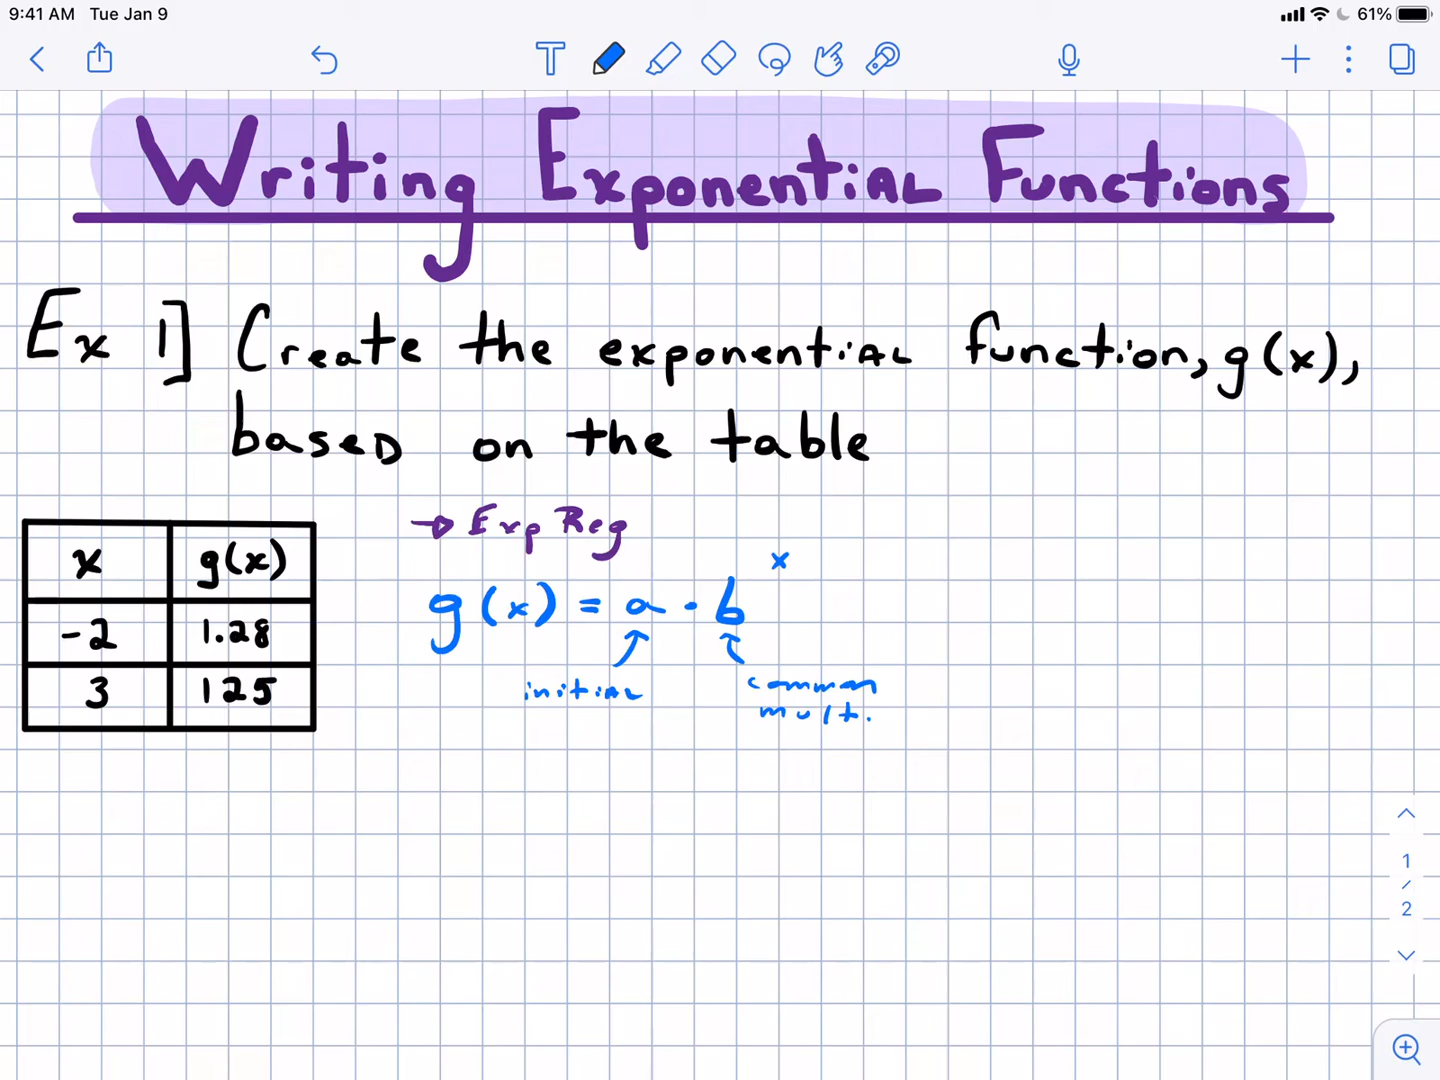 9:41 AM Tue Jan 9 61%
Writing Exponential Functions
Ex 1] Create the exponential function, g(x),
based on the table
→ Exp Reg
x g(x)
-2 1.28
3 125
g(x) = a · b^x
initial
common
mult.
1
/
2